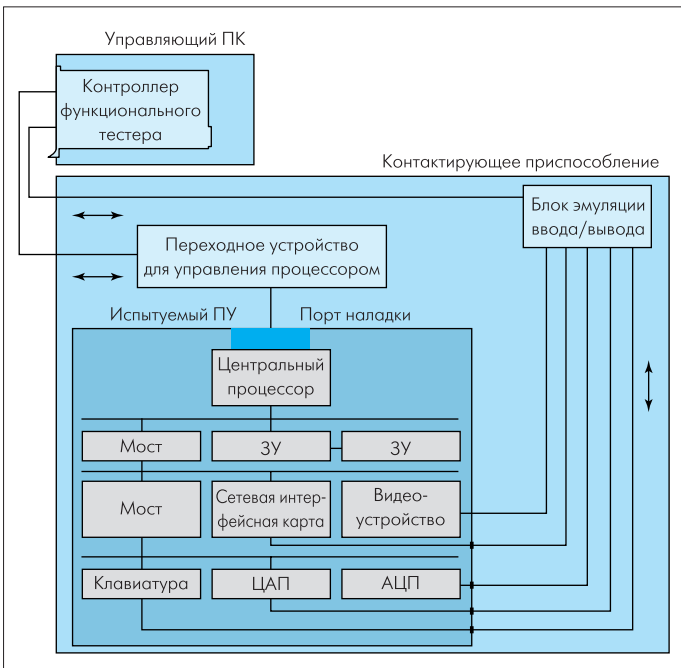 Управляющий ПК
Контроллер
функционального
тестера
Контактирующее приспособление
Блок эмуляции
ввода/вывода
Переходное устройство
для управления процессором
Испытуемый ПУ
Порт наладки
Центральный
процессор
Мост
ЗУ
ЗУ
Мост
Сетевая интер-
фейсная карта
Видео-
устройство
Клавиатура
ЦАП
АЦП